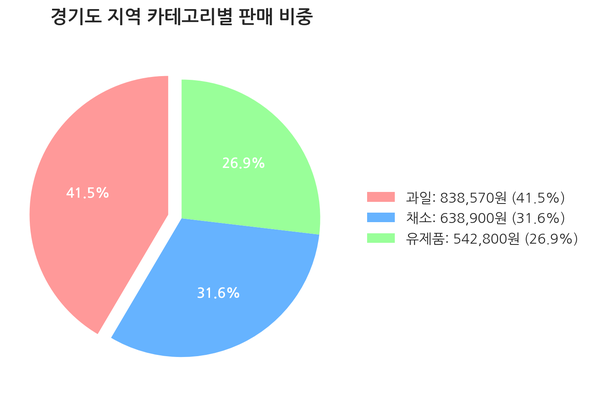 경기도 지역 카테고리별 판매 비중
26.9%
41.5%
31.6%
과일: 838,570원 (41.5%)
채소: 638,900원 (31.6%)
유제품: 542,800원 (26.9%)